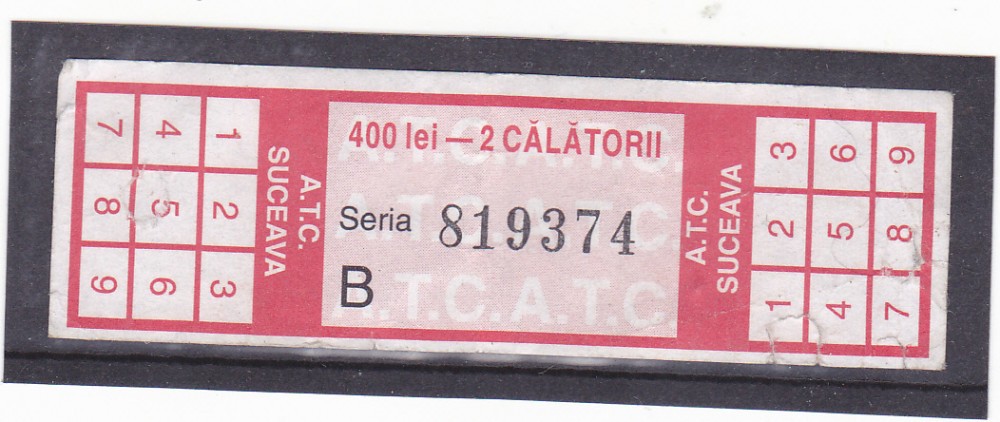 7 4 1
8 5 2
9 6 3
A.T.C.
SUCEAVA
400 lei — 2 CĂLĂTORII
A.T.C.A.T.C.
Seria 819374
A.T.C.A.T.C
B
A.T.C.A.T.C
A.T.C.
SUCEAVA
3 6 9
2 5 8
1 4 7